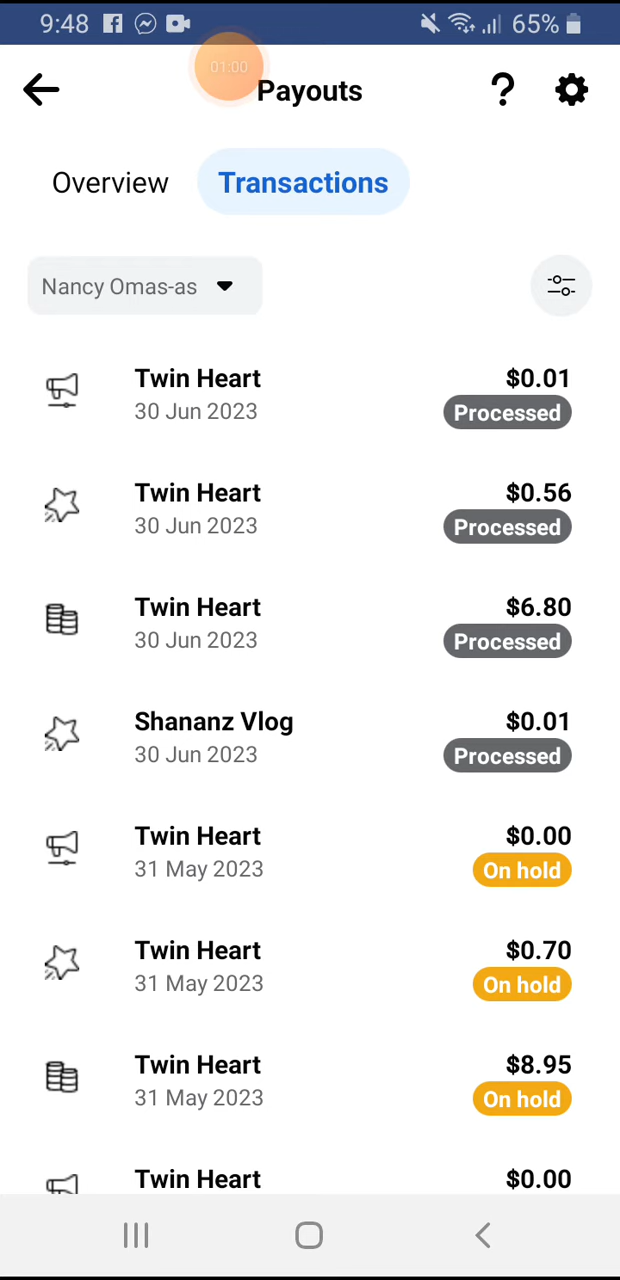 9:48
65%
01:00
Payouts
Overview
Transactions
Nancy Omas-as
Twin Heart
$0.01
30 Jun 2023
Processed
Twin Heart
$0.56
30 Jun 2023
Processed
Twin Heart
$6.80
30 Jun 2023
Processed
Shananz Vlog
$0.01
30 Jun 2023
Processed
Twin Heart
$0.00
31 May 2023
On hold
Twin Heart
$0.70
31 May 2023
On hold
Twin Heart
$8.95
31 May 2023
On hold
Twin Heart
$0.00